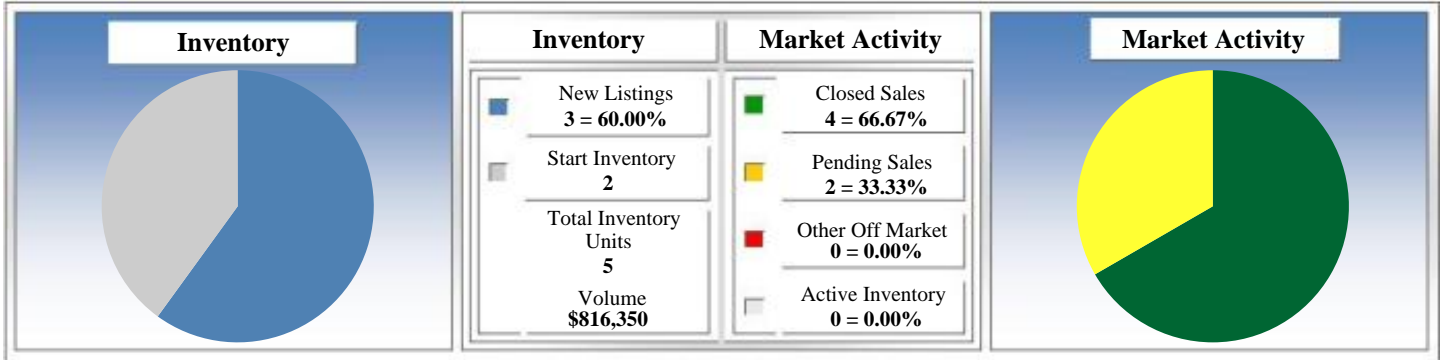 Inventory
Inventory
Market Activity
New Listings
3 = 60.00%
Start Inventory
2
Total Inventory
Units
5
Volume
$816,350
Closed Sales
4 = 66.67%
Pending Sales
2 = 33.33%
Other Off Market
0 = 0.00%
Active Inventory
0 = 0.00%
Market Activity